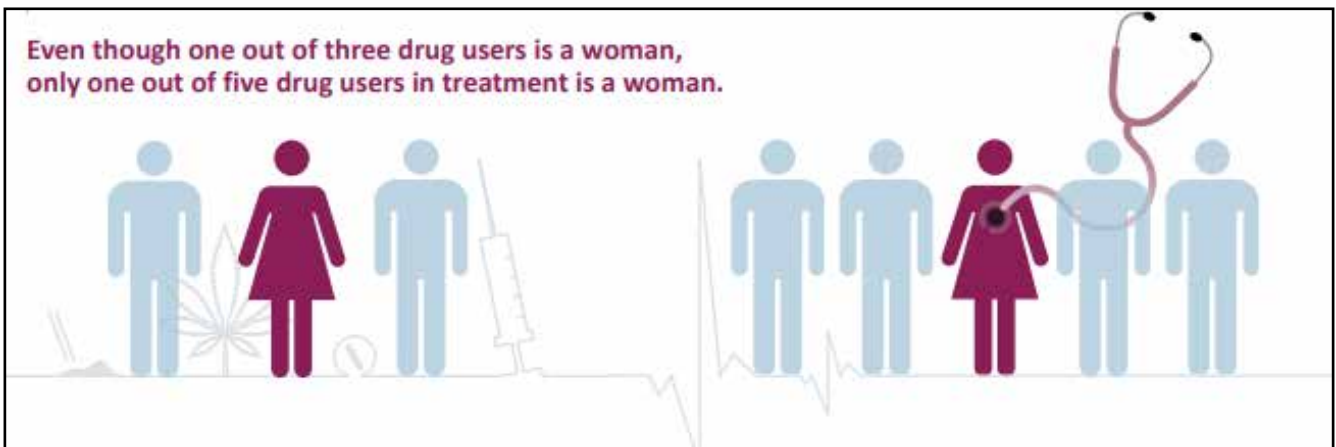 Even though one out of three drug users is a woman,
only one out of five drug users in treatment is a woman.